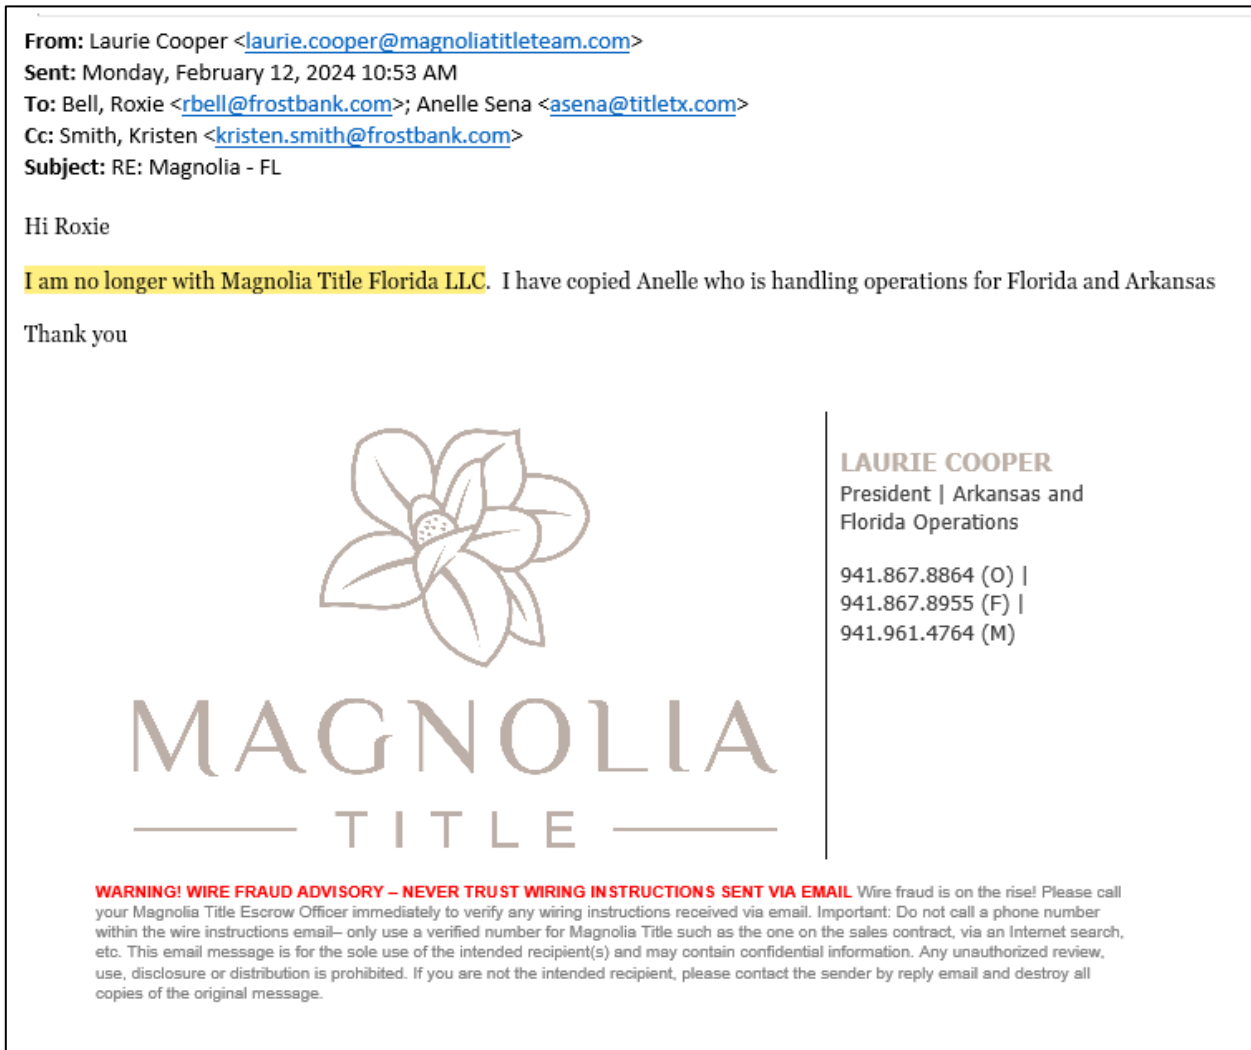 From: Laurie Cooper <laurie.cooper@magnoliatitleteam.com>
Sent: Monday, February 12, 2024 10:53 AM
To: Bell, Roxie <rbell@frostbank.com>; Anelle Sena <asena@titletx.com>
Cc: Smith, Kristen <kristen.smith@frostbank.com>
Subject: RE: Magnolia - FL
Hi Roxie
I am no longer with Magnolia Title Florida LLC.  I have copied Anelle who is handling operations for Florida and Arkansas
Thank you
MAGNOLIA
TITLE
LAURIE COOPER
President | Arkansas and
Florida Operations
941.867.8864 (O) |
941.867.8955 (F) |
941.961.4764 (M)
WARNING! WIRE FRAUD ADVISORY – NEVER TRUST WIRING INSTRUCTIONS SENT VIA EMAIL Wire fraud is on the rise! Please call
your Magnolia Title Escrow Officer immediately to verify any wiring instructions received via email. Important: Do not call a phone number
within the wire instructions email– only use a verified number for Magnolia Title such as the one on the sales contract, via an Internet search,
etc. This email message is for the sole use of the intended recipient(s) and may contain confidential information. Any unauthorized review,
use, disclosure or distribution is prohibited. If you are not the intended recipient, please contact the sender by reply email and destroy all
copies of the original message.